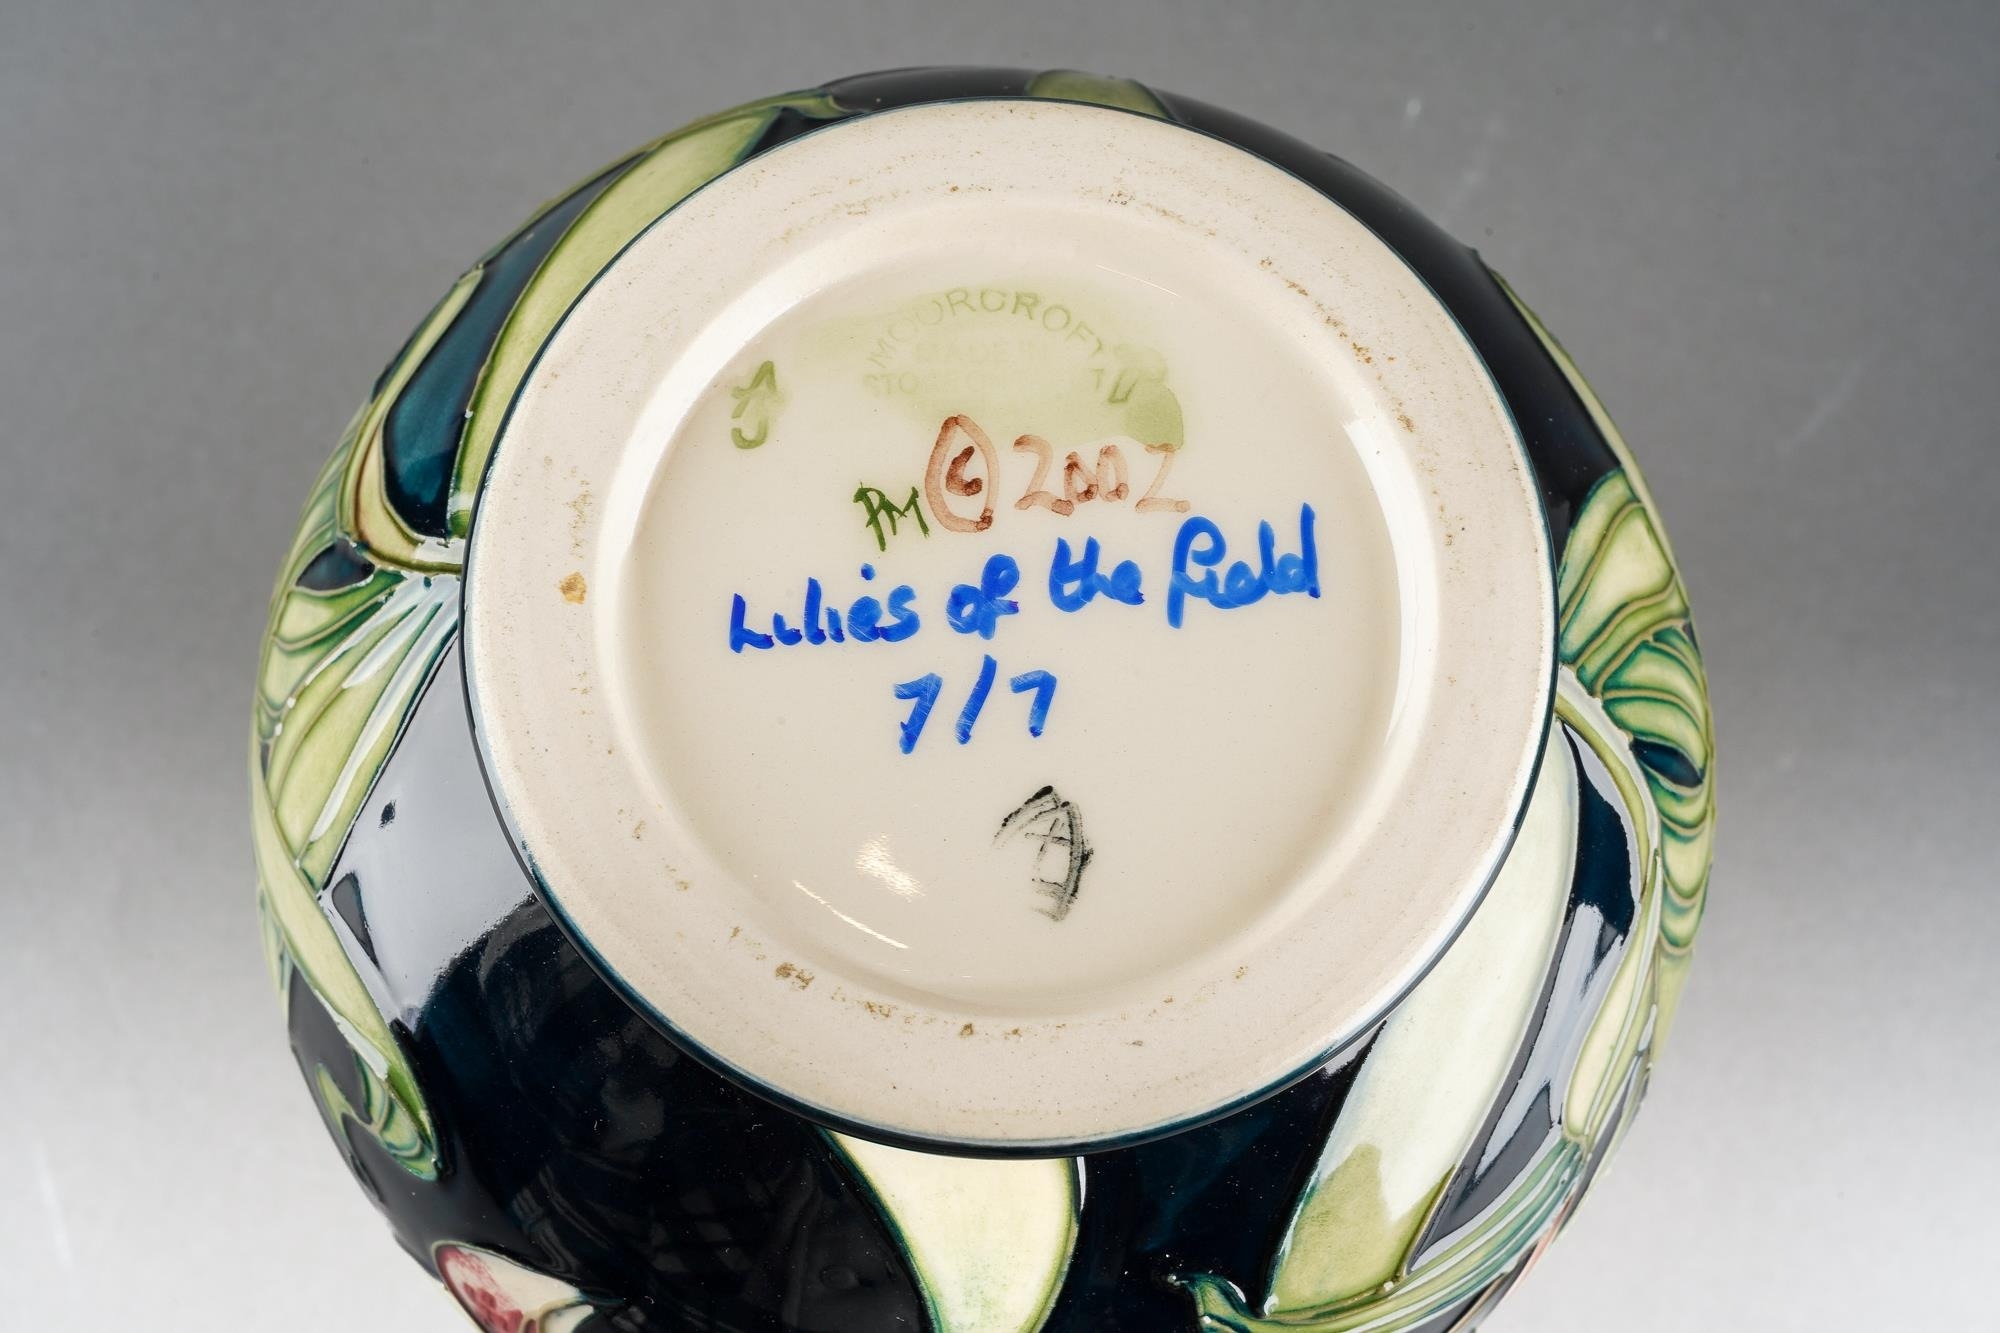 MOORCROFT
MADE IN
PM © 2002
Lilies of the field
7/7